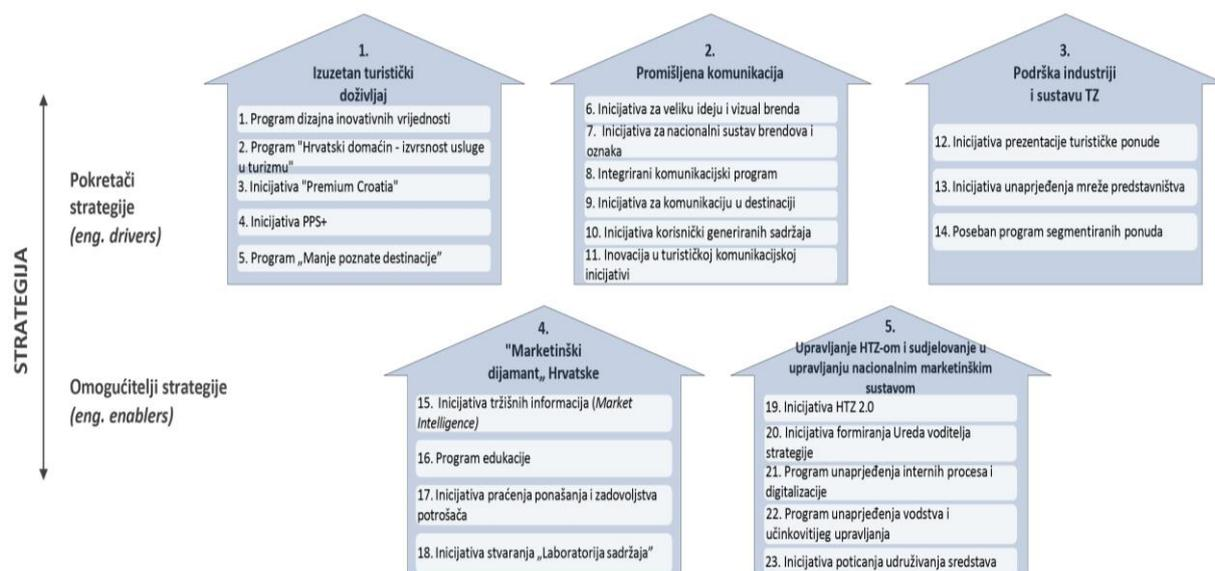 1.
Izuzetan turistički
doživljaj
1. Program dizajna inovativnih vrijednosti
2. Program "Hrvatski domaćin - izvrsnost usluge
u turizmu"
3. Inicijativa "Premium Croatia"
4. Inicijativa PPS+
5. Program „Manje poznate destinacije”
2.
Promišljena komunikacija
6. Inicijativa za veliku ideju i vizual brenda
7. Inicijativa za nacionalni sustav brendova i
oznaka
8. Integrirani komunikacijski program
9. Inicijativa za komunikaciju u destinaciji
10. Inicijativa korisnički generiranih sadržaja
11. Inovacija u turističkoj komunikacijskoj
inicijativi
3.
Podrška industriji
i sustavu TZ
12. Inicijativa prezentacije turističke ponude
13. Inicijativa unaprjeđenja mreže predstavništva
14. Poseban program segmentiranih ponuda
STRATEGIJA
Pokretači
strategije
(eng. drivers)
Omogućitelji strategije
(eng. enablers)
4.
"Marketinški
dijamant„ Hrvatske
15. Inicijativa tržišnih informacija (Market
Intelligence)
16. Program edukacije
17. Inicijativa praćenja ponašanja i zadovoljstva
potrošača
18. Inicijativa stvaranja „Laboratorija sadržaja”
5.
Upravljanje HTZ-om i sudjelovanje u
upravljanju nacionalnim marketinškim
sustavom
19. Inicijativa HTZ 2.0
20. Inicijativa formiranja Ureda voditelja
strategije
21. Program unaprjeđenja internih procesa i
digitalizacije
22. Program unaprjeđenja vodstva i
učinkovitijeg upravljanja
23. Inicijativa poticanja udruživanja sredstava